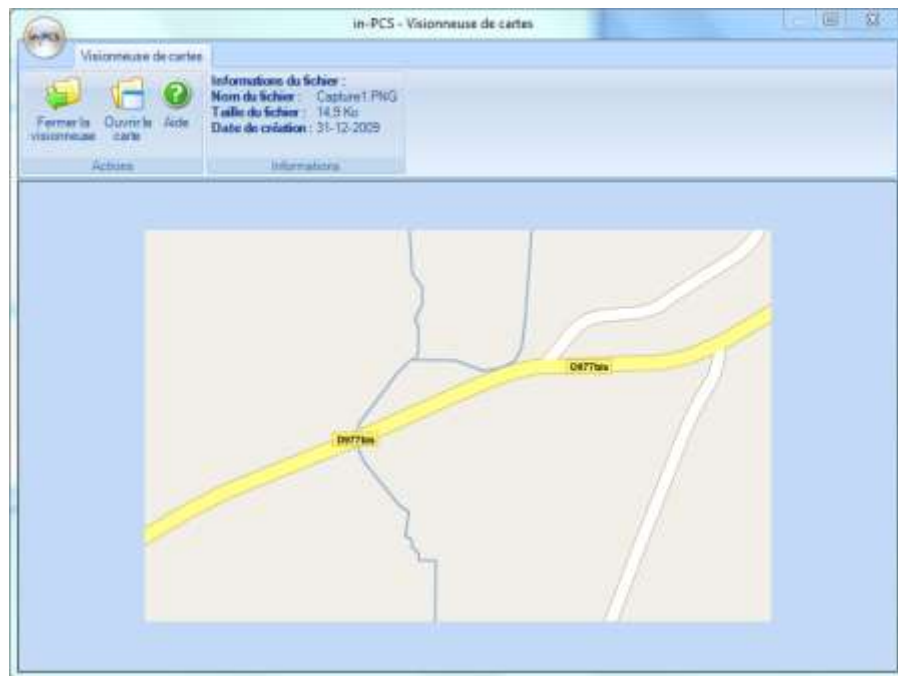 in-PCS - Visionneuse de cartes
in-PCS
Visionneuse de cartes
Fermer la visionneuse
Ouvrir la carte
Aide
Actions
Informations du fichier :
Nom du fichier : Capture1.PNG
Taille du fichier : 14,9 Ko
Date de création : 31-12-2009
Informations
D977bis
D977bis